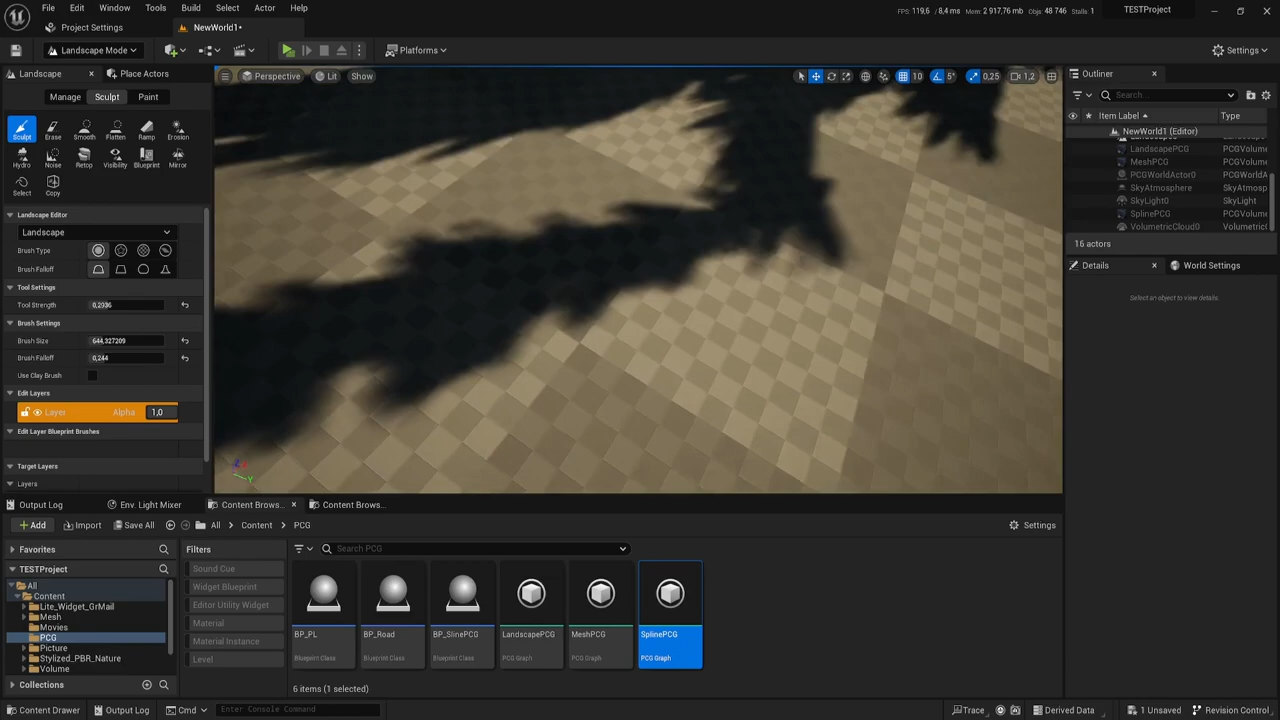 File Edit Window Tools Build Select Actor Help
FPS: 119,6 / 8,4 ms Mem: 2 917,76 mb Objs: 48 746 Stalls: 1
TESTProject
Project Settings
NewWorld1•
Landscape Mode
Platforms
Settings
Landscape
Place Actors
Perspective
Lit
Show
10
5°
0,25
1,2
Outliner
Manage
Sculpt
Paint
Search...
Item Label
Type
Sculpt Erase Smooth Flatten Ramp Erosion
NewWorld1 (Editor)
LandscapePCG PCGVolume
MeshPCG PCGVolume
PCGWorldActor0 PCGWorldA
SkyAtmosphere SkyAtmosp
SkyLight0 SkyLight
SplinePCG PCGVolume
VolumetricCloud0 Volumetric
16 actors
Hydro Noise Retop Visibility Blueprint Mirror
Select Copy
Landscape Editor
Landscape
Brush Type
Brush Falloff
Details
World Settings
Select an object to view details.
Tool Settings
Tool Strength 0,2936
Brush Settings
Brush Size 644,327209
Brush Falloff 0,244
Use Clay Brush
Edit Layers
Layer Alpha 1,0
Edit Layer Blueprint Brushes
Target Layers
Layers
Z
Y
Output Log
Env. Light Mixer
Content Brows...
Content Brows...
Add
Import
Save All
All
Content
PCG
Settings
Favorites
Filters
Search PCG
TESTProject
All
Content
Lite_Widget_GrMail
Mesh
Movies
PCG
Picture
Stylized_PBR_Nature
Volume
Collections
Sound Cue
Widget Blueprint
Editor Utility Widget
Material
Material Instance
Level
BP_PL BP_Road BP_SlinePCG LandscapePCG MeshPCG SplinePCG
Blueprint Class Blueprint Class Blueprint Class PCG Graph PCG Graph PCG Graph
6 items (1 selected)
Content Drawer
Output Log
Cmd
Enter Console Command
Trace
Derived Data
1 Unsaved
Revision Control